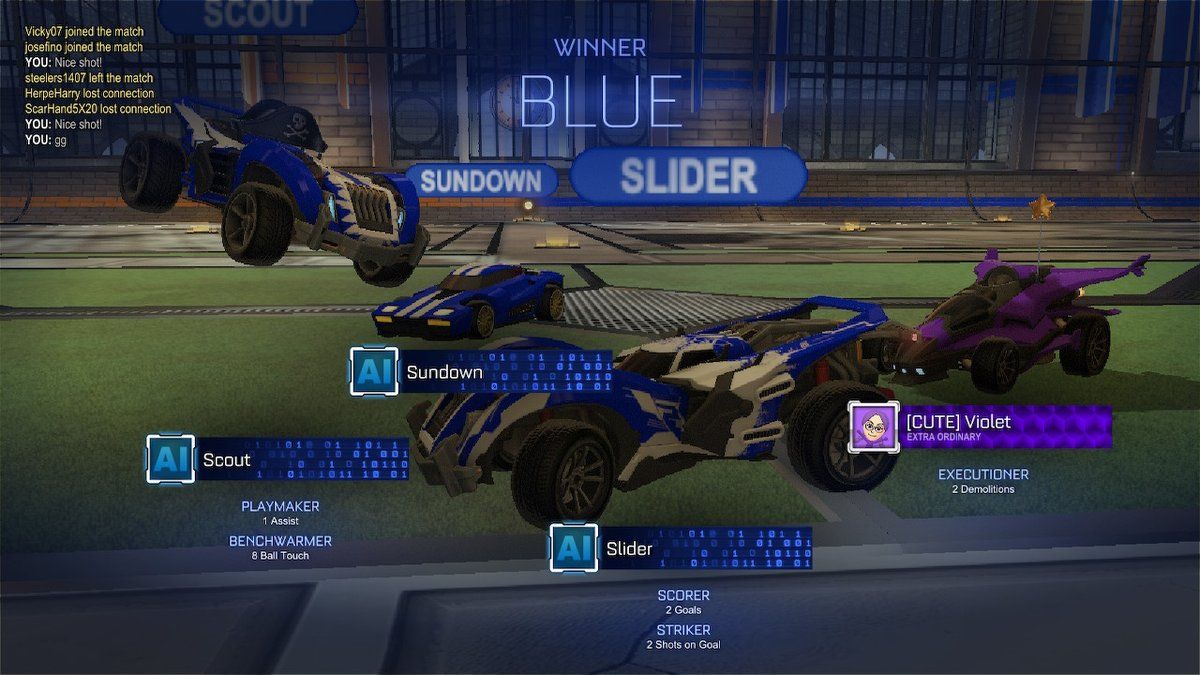 SCOUT
Vicky07 joined the match
josefino joined the match
YOU: Nice shot!
steelers1407 left the match
HerpeHarry lost connection
ScarHand5X20 lost connection
YOU: Nice shot!
YOU: gg
WINNER
BLUE
SUNDOWN
SLIDER
AI Sundown
[CUTE] Violet
EXTRA ORDINARY
EXECUTIONER
2 Demolitions
AI Scout
PLAYMAKER
1 Assist
BENCHWARMER
8 Ball Touch
AI Slider
SCORER
2 Goals
STRIKER
2 Shots on Goal